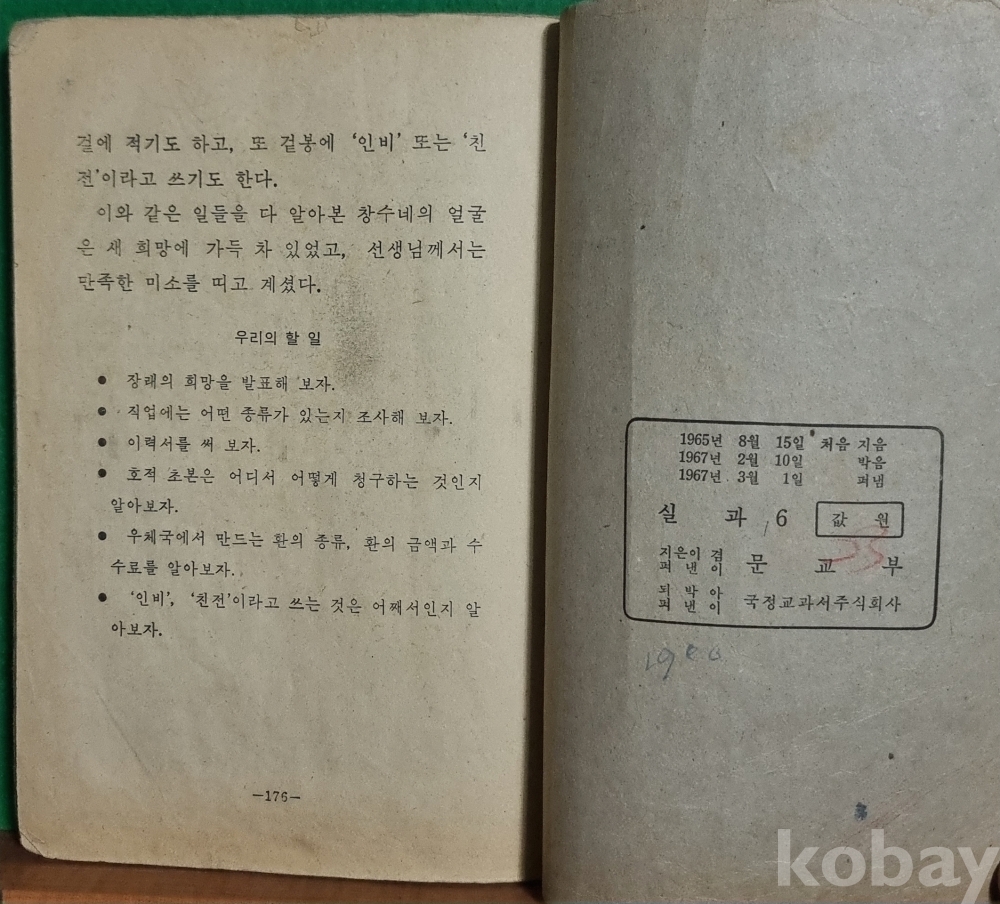 겉에 적기도 하고, 또 겉봉에 ‘인비’ 또는 ‘친
전’이라고 쓰기도 한다.
이와 같은 일들을 다 알아본 창수네의 얼굴
은 새 희망에 가득 차 있었고, 선생님께서는
만족한 미소를 띠고 계셨다.
우리의 할 일
● 장래의 희망을 발표해 보자.
● 직업에는 어떤 종류가 있는지 조사해 보자.
● 이력서를 써 보자.
● 호적 초본은 어디서 어떻게 청구하는 것인지
알아보자.
● 우체국에서 만드는 환의 종류, 환의 금액과 수
수료를 알아보자.
● ‘인비’, ‘친전’이라고 쓰는 것은 어째서인지 알
아보자.
—176—
1965년 8월 15일 처음 지음
1967년 2월 10일 박음
1967년 3월 1일 펴냄
실 과 6 값 원
지은이 겸
펴 낸 이 문 교 부
되 박 아
펴 낸 이 국정교과서주식회사
kobay